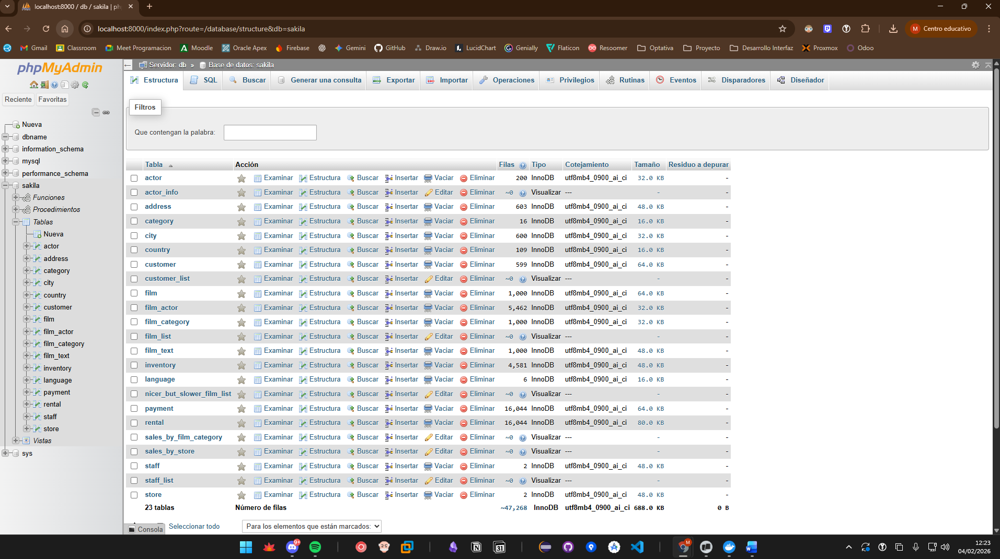 localhost:8000 / db / sakila | ph
localhost:8000/index.php?route=/database/structure&db=sakila
M Centro educativo
Gmail Classroom Meet Programacion Moodle Oracle Apex Firebase Gemini GitHub Draw.io LucidChart Genially Flaticon Resoomer Optativa Proyecto Desarrollo Interfaz Proxmox Odoo
phpMyAdmin
Reciente Favoritas
Nueva
dbname
information_schema
mysql
performance_schema
sakila
Funciones
Procedimientos
Tablas
Nueva
actor
address
category
city
country
customer
film
film_actor
film_category
film_text
inventory
language
payment
rental
staff
store
Vistas
sys
Servidor: db » Base de datos: sakila
Estructura SQL Buscar Generar una consulta Exportar Importar Operaciones Privilegios Rutinas Eventos Disparadores Diseñador
Filtros
Que contengan la palabra:
Tabla Acción Filas Tipo Cotejamiento Tamaño Residuo a depurar
actor Examinar Estructura Buscar Insertar Vaciar Eliminar 200 InnoDB utf8mb4_0900_ai_ci 32.0 KB -
actor_info Examinar Estructura Buscar Insertar Editar Eliminar ~0 Visualizar --- - -
address Examinar Estructura Buscar Insertar Vaciar Eliminar 603 InnoDB utf8mb4_0900_ai_ci 48.0 KB -
category Examinar Estructura Buscar Insertar Vaciar Eliminar 16 InnoDB utf8mb4_0900_ai_ci 16.0 KB -
city Examinar Estructura Buscar Insertar Vaciar Eliminar 600 InnoDB utf8mb4_0900_ai_ci 32.0 KB -
country Examinar Estructura Buscar Insertar Vaciar Eliminar 109 InnoDB utf8mb4_0900_ai_ci 16.0 KB -
customer Examinar Estructura Buscar Insertar Vaciar Eliminar 599 InnoDB utf8mb4_0900_ai_ci 64.0 KB -
customer_list Examinar Estructura Buscar Insertar Editar Eliminar ~0 Visualizar --- - -
film Examinar Estructura Buscar Insertar Vaciar Eliminar 1,000 InnoDB utf8mb4_0900_ai_ci 64.0 KB -
film_actor Examinar Estructura Buscar Insertar Vaciar Eliminar 5,462 InnoDB utf8mb4_0900_ai_ci 32.0 KB -
film_category Examinar Estructura Buscar Insertar Vaciar Eliminar 1,000 InnoDB utf8mb4_0900_ai_ci 32.0 KB -
film_list Examinar Estructura Buscar Insertar Editar Eliminar ~0 Visualizar --- - -
film_text Examinar Estructura Buscar Insertar Vaciar Eliminar 1,000 InnoDB utf8mb4_0900_ai_ci 48.0 KB -
inventory Examinar Estructura Buscar Insertar Vaciar Eliminar 4,581 InnoDB utf8mb4_0900_ai_ci 48.0 KB -
language Examinar Estructura Buscar Insertar Vaciar Eliminar 6 InnoDB utf8mb4_0900_ai_ci 16.0 KB -
nicer_but_slower_film_list Examinar Estructura Buscar Insertar Editar Eliminar ~0 Visualizar --- - -
payment Examinar Estructura Buscar Insertar Vaciar Eliminar 16,044 InnoDB utf8mb4_0900_ai_ci 64.0 KB -
rental Examinar Estructura Buscar Insertar Vaciar Eliminar 16,044 InnoDB utf8mb4_0900_ai_ci 80.0 KB -
sales_by_film_category Examinar Estructura Buscar Insertar Editar Eliminar ~0 Visualizar --- - -
sales_by_store Examinar Estructura Buscar Insertar Editar Eliminar ~0 Visualizar --- - -
staff Examinar Estructura Buscar Insertar Vaciar Eliminar 2 InnoDB utf8mb4_0900_ai_ci 48.0 KB -
staff_list Examinar Estructura Buscar Insertar Editar Eliminar ~0 Visualizar --- - -
store Examinar Estructura Buscar Insertar Vaciar Eliminar 2 InnoDB utf8mb4_0900_ai_ci 48.0 KB -
23 tablas Número de filas ~47,268 InnoDB utf8mb4_0900_ai_ci 688.0 KB 0 B
Consola Seleccionar todo Para los elementos que están marcados:
9+
31
M
12:23
04/02/2026